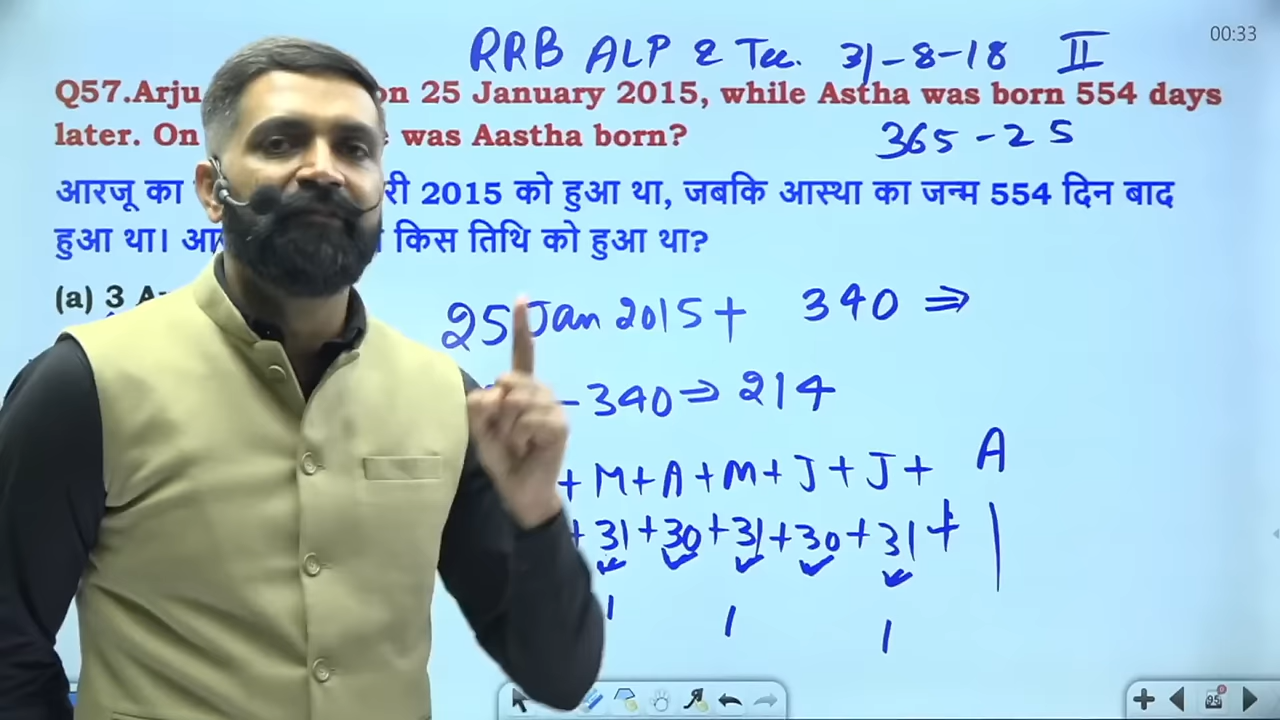 00:33
RRB ALP & Tec. 31-8-18 II
Q57.Arju on 25 January 2015, while Astha was born 554 days
later. On was Aastha born?
365-25
आरजू का री 2015 को हुआ था, जबकि आस्था का जन्म 554 दिन बाद
हुआ था। आ किस तिथि को हुआ था?
(a) 3 A
25 Jan 2015 + 340 ⇒
-340 ⇒ 214
+ M + A + M + J + J + A
+ 31 + 30 + 31 + 30 + 31 + 1
1 1 1
95